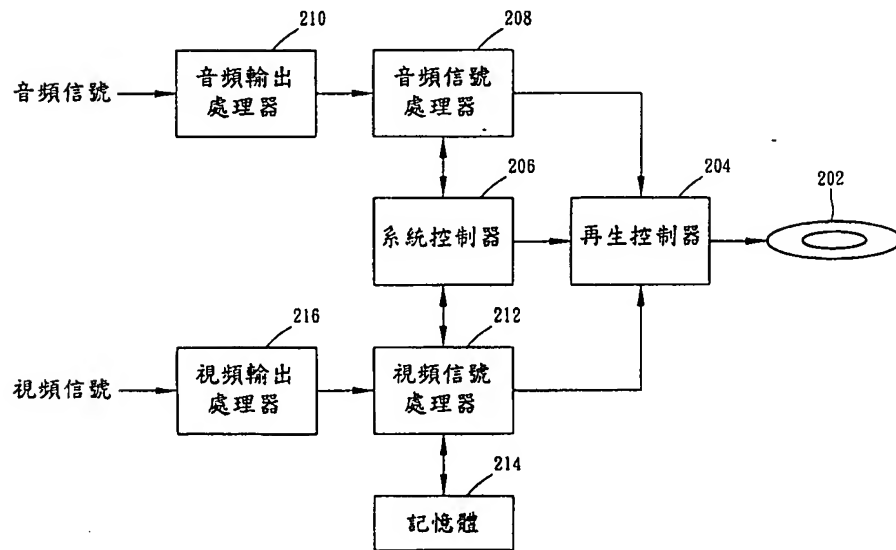 210
208
音頻信號
音頻輸出
處理器
音頻信號
處理器
206
204
202
系統控制器
再生控制器
216
212
視頻信號
視頻輸出
處理器
視頻信號
處理器
214
記憶體